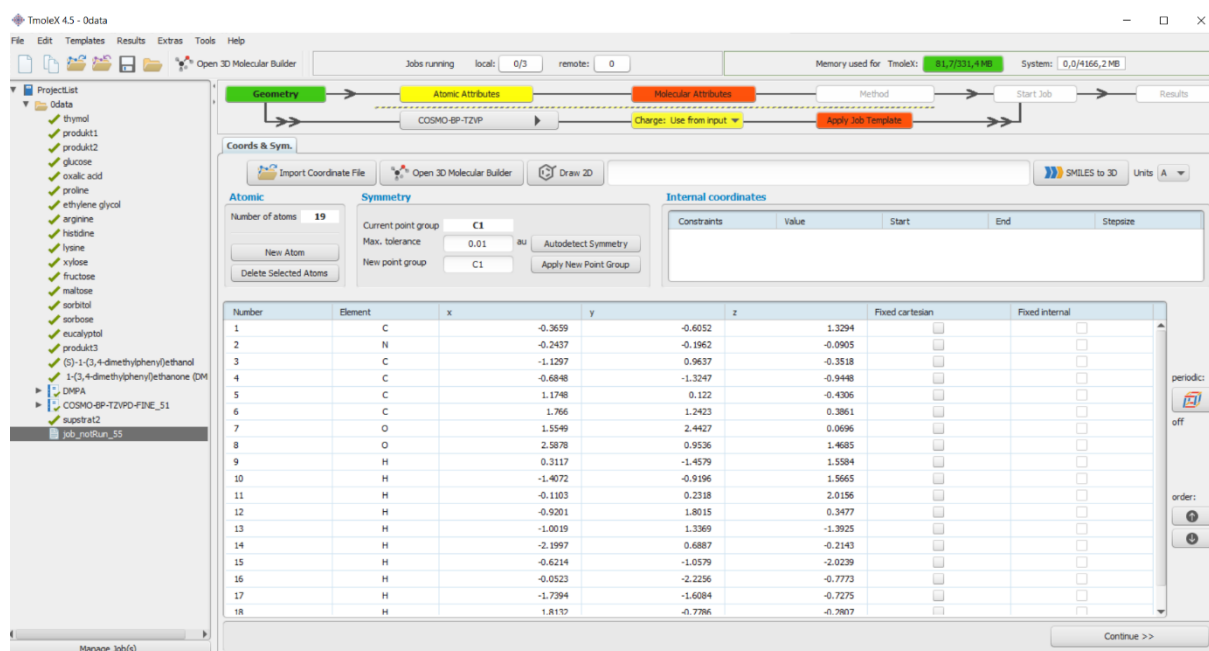 TmoleX 4.5 - 0data
File Edit Templates Results Extras Tools Help
Open 3D Molecular Builder Jobs running local: 0/3 remote: 0 Memory used for TmoleX: 81,7/331,4 MB System: 0,0/4166,2 MB
ProjectList
0data
thymol
produkt1
produkt2
glucose
oxalic acid
proline
ethylene glycol
arginine
histidne
lysine
xylose
fructose
maltose
sorbitol
sorbose
eucalyptol
produkt3
(S)-1-(3,4-dimethylphenyl)ethanol
1-(3,4-dimethylphenyl)ethanone (DM
DMPA
COSMO-BP-TZVPD-FINE_51
supstrat2
job_notRun_55
Manage Job(s)
Geometry Atomic Attributes Molecular Attributes Method Start Job Results
COSMO-BP-TZVP Charge: Use from input Apply Job Template
Coords & Sym.
Import Coordinate File Open 3D Molecular Builder Draw 2D SMILES to 3D Units A
Atomic Symmetry Internal coordinates
Number of atoms 19
New Atom
Delete Selected Atoms
Current point group C1
Max. tolerance 0.01 au Autodetect Symmetry
New point group C1 Apply New Point Group
Constraints Value Start End Stepsize
Number Element x y z Fixed cartesian Fixed internal
1 C -0.3659 -0.6052 1.3294
2 N -0.2437 -0.1962 -0.0905
3 C -1.1297 0.9637 -0.3518
4 C -0.6848 -1.3247 -0.9448
5 C 1.1748 0.122 -0.4306
6 C 1.766 1.2423 0.3861
7 O 1.5549 2.4427 0.0696
8 O 2.5878 0.9536 1.4685
9 H 0.3117 -1.4579 1.5584
10 H -1.4072 -0.9196 1.5665
11 H -0.1103 0.2318 2.0156
12 H -0.9201 1.8015 0.3477
13 H -1.0019 1.3369 -1.3925
14 H -2.1997 0.6887 -0.2143
15 H -0.6214 -1.0579 -2.0239
16 H -0.0523 -2.2256 -0.7773
17 H -1.7394 -1.6084 -0.7275
18 H 1.8132 -0.7786 -0.2807
periodic:
off
order:
Continue >>